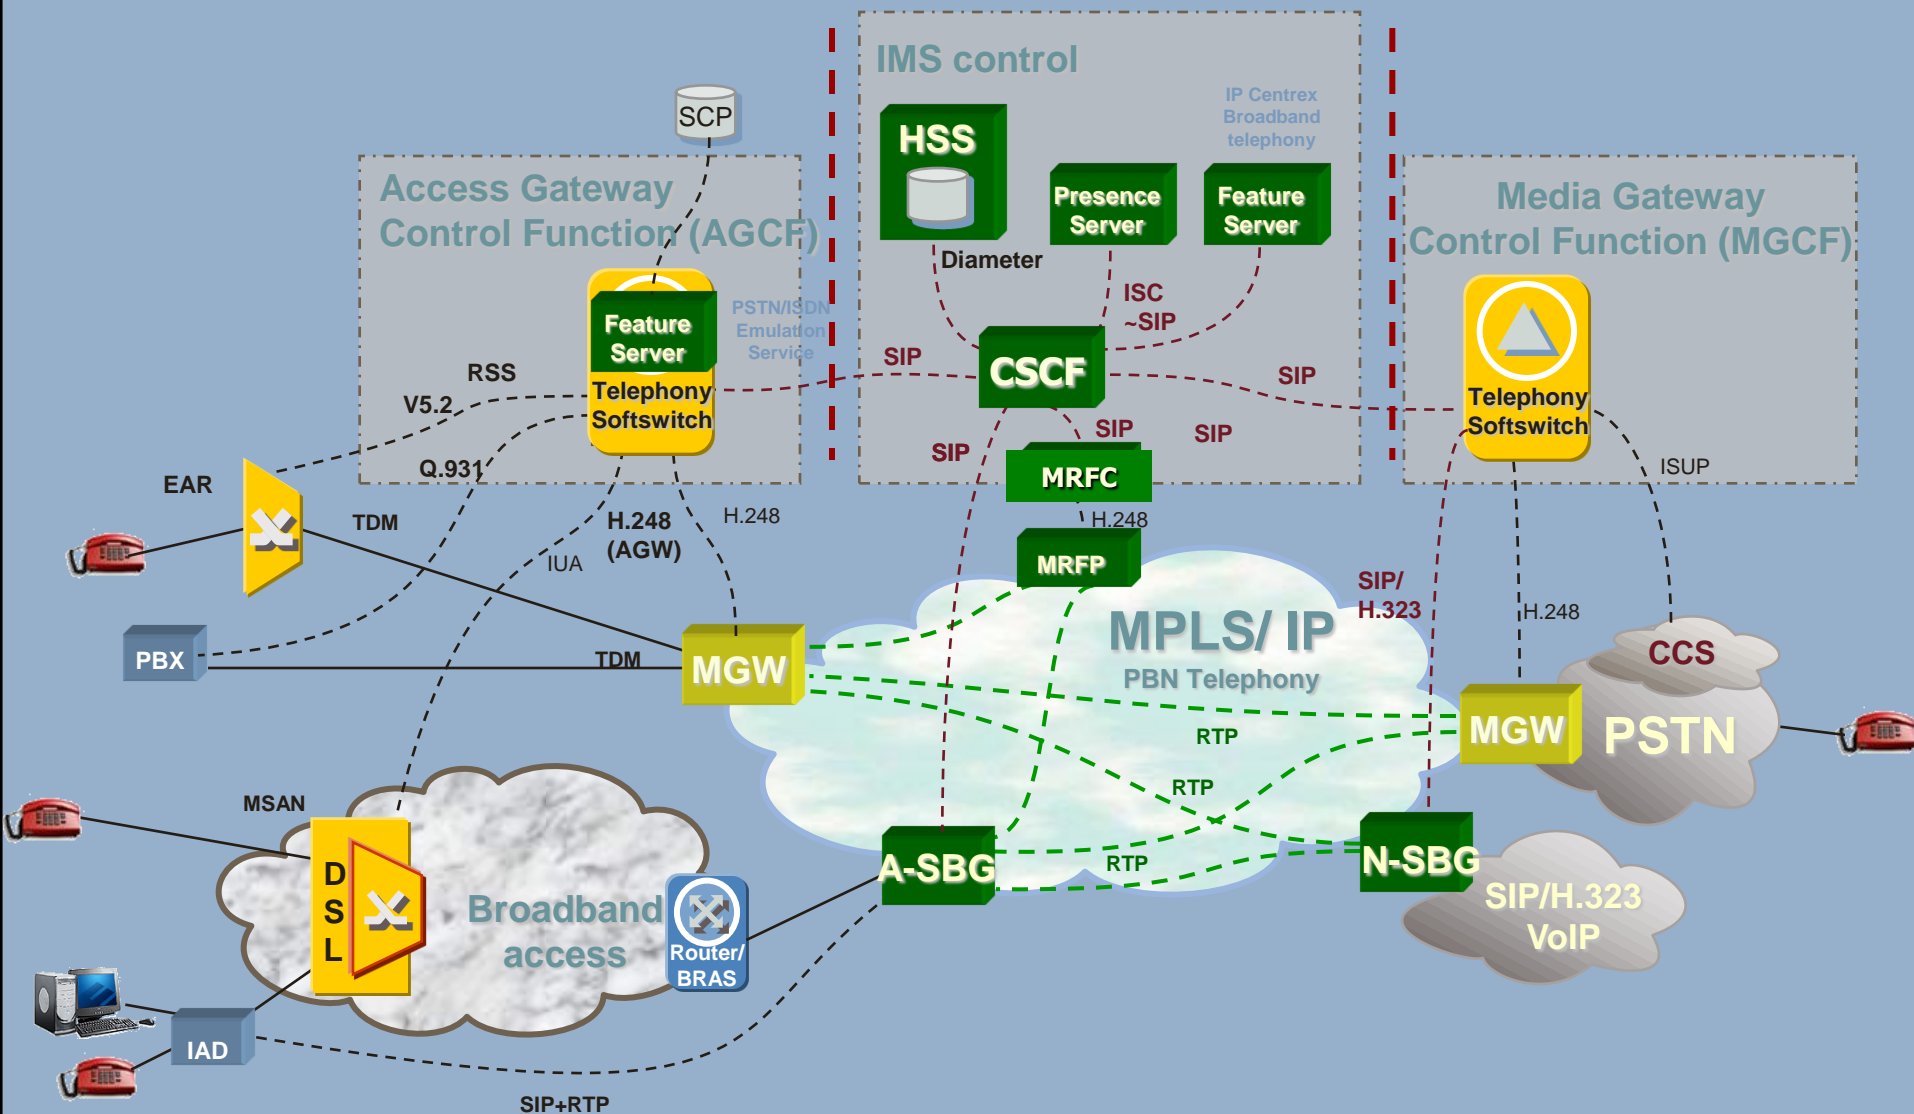 IMS control
IP Centrex
Broadband
telephony
SCP
HSS
Access Gateway
Control Function (AGCF)
Presence
Server
Feature
Server
Media Gateway
Control Function (MGCF)
Diameter
ISC
~SIP
PSTN/ISDN
Emulation
Service
Feature
Server
Telephony
Softswitch
RSS
V5.2
Q.931
SIP
CSCF
SIP
Telephony
Softswitch
SIP
SIP
SIP
MRFC
ISUP
EAR
TDM
H.248
(AGW)
H.248
IUA
H.248
MRFP
SIP/
H.323
H.248
MPLS/ IP
PBN Telephony
PBX
TDM
MGW
CCS
MGW
PSTN
RTP
RTP
RTP
MSAN
D
S
L
Broadband
access
Router/
BRAS
A-SBG
N-SBG
SIP/H.323
VoIP
IAD
SIP+RTP